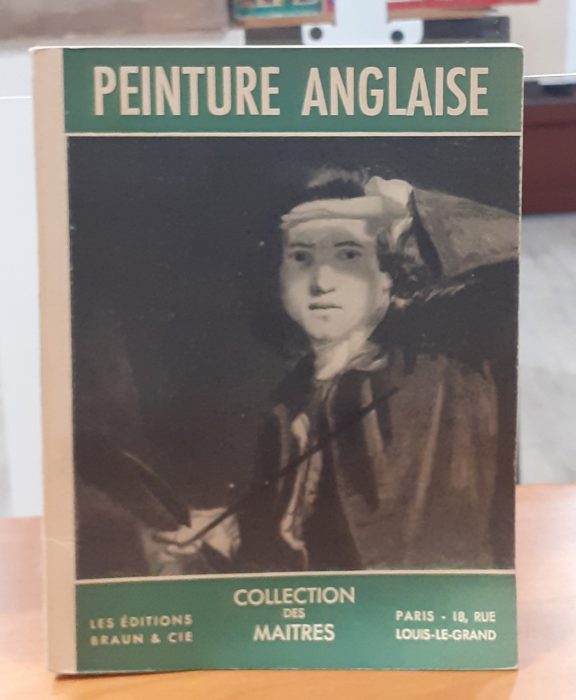 PEINTURE ANGLAISE
LES ÉDITIONS
BRAUN & CIE
COLLECTION
DES
MAITRES
PARIS - 18, RUE
LOUIS-LE-GRAND